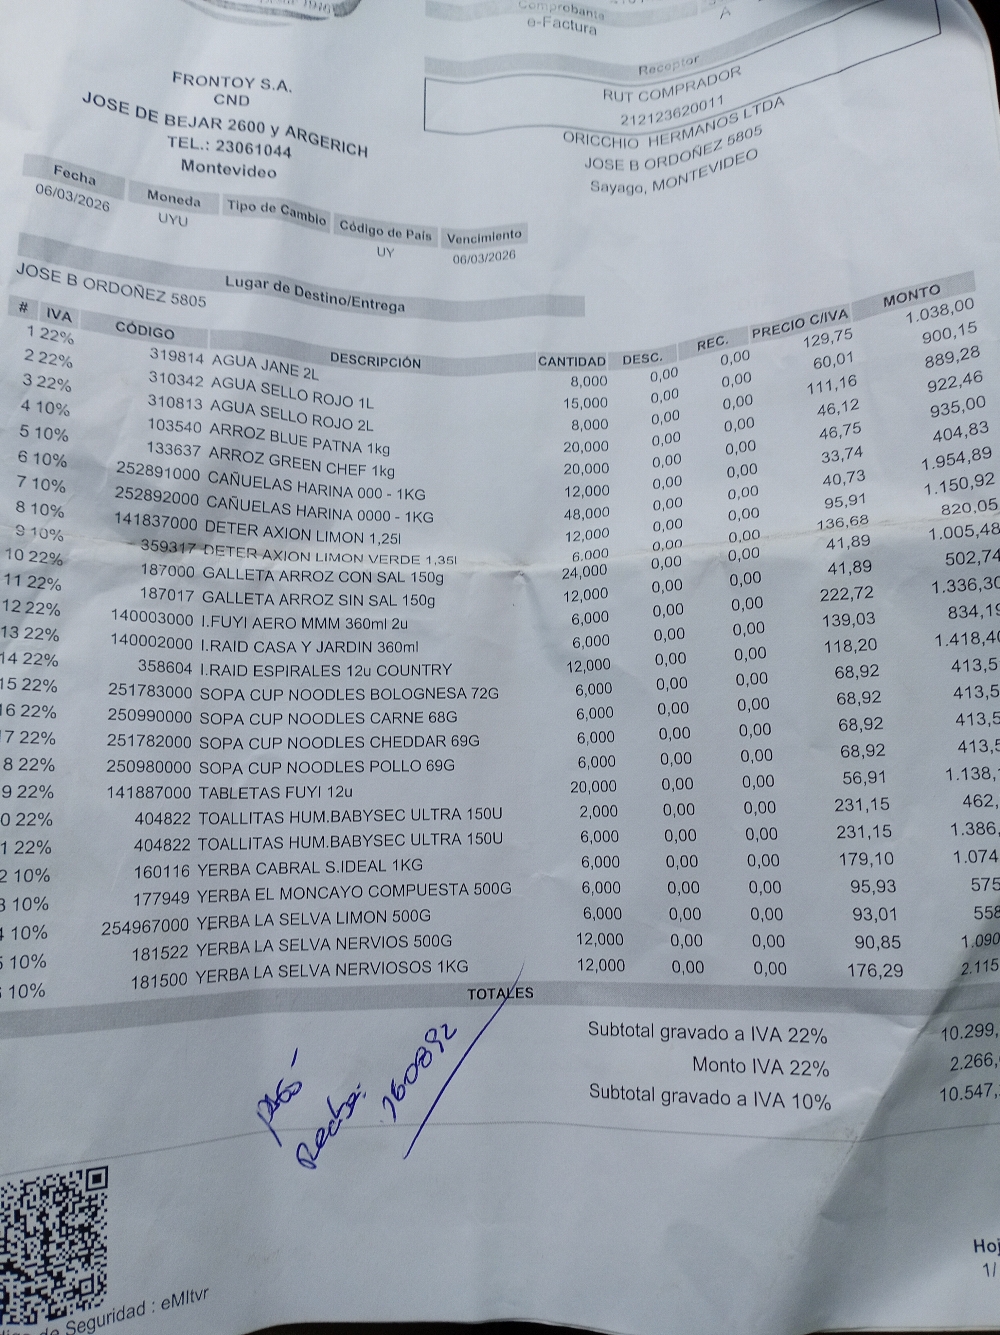 Comprobante
e-Factura
A
FRONTOY S.A.
CND
JOSE DE BEJAR 2600 y ARGERICH
TEL.: 23061044
Montevideo
Receptor
RUT COMPRADOR
212123620011
ORICCHIO HERMANOS LTDA
JOSE B ORDOÑEZ 5805
Sayago, MONTEVIDEO
Fecha Moneda Tipo de Cambio Código de País Vencimiento
06/03/2026 UYU UY 06/03/2026
Lugar de Destino/Entrega
JOSE B ORDOÑEZ 5805
# IVA CÓDIGO DESCRIPCIÓN CANTIDAD DESC. REC. PRECIO C/IVA MONTO
1 22% 319814 AGUA JANE 2L 8,000 0,00 0,00 129,75 1.038,00
2 22% 310342 AGUA SELLO ROJO 1L 15,000 0,00 0,00 60,01 900,15
3 22% 310813 AGUA SELLO ROJO 2L 8,000 0,00 0,00 111,16 889,28
4 10% 103540 ARROZ BLUE PATNA 1kg 20,000 0,00 0,00 46,12 922,46
5 10% 133637 ARROZ GREEN CHEF 1kg 20,000 0,00 0,00 46,75 935,00
6 10% 252891000 CAÑUELAS HARINA 000 - 1KG 12,000 0,00 0,00 33,74 404,83
7 10% 252892000 CAÑUELAS HARINA 0000 - 1KG 48,000 0,00 0,00 40,73 1.954,89
8 10% 141837000 DETER AXION LIMON 1,25l 12,000 0,00 0,00 95,91 1.150,92
9 10% 359317 DETER AXION LIMON VERDE 1,35l 6,000 0,00 0,00 136,68 820,05
10 22% 187000 GALLETA ARROZ CON SAL 150g 24,000 0,00 0,00 41,89 1.005,48
11 22% 187017 GALLETA ARROZ SIN SAL 150g 12,000 0,00 0,00 41,89 502,74
12 22% 140003000 I.FUYI AERO MMM 360ml 2u 6,000 0,00 0,00 222,72 1.336,30
13 22% 140002000 I.RAID CASA Y JARDIN 360ml 6,000 0,00 0,00 139,03 834,19
14 22% 358604 I.RAID ESPIRALES 12u COUNTRY 12,000 0,00 0,00 118,20 1.418,40
15 22% 251783000 SOPA CUP NOODLES BOLOGNESA 72G 6,000 0,00 0,00 68,92 413,5
16 22% 250990000 SOPA CUP NOODLES CARNE 68G 6,000 0,00 0,00 68,92 413,5
7 22% 251782000 SOPA CUP NOODLES CHEDDAR 69G 6,000 0,00 0,00 68,92 413,5
8 22% 250980000 SOPA CUP NOODLES POLLO 69G 6,000 0,00 0,00 68,92 413,5
9 22% 141887000 TABLETAS FUYI 12u 20,000 0,00 0,00 56,91 1.138,
0 22% 404822 TOALLITAS HUM.BABYSEC ULTRA 150U 2,000 0,00 0,00 231,15 462,
1 22% 404822 TOALLITAS HUM.BABYSEC ULTRA 150U 6,000 0,00 0,00 231,15 1.386,
2 10% 160116 YERBA CABRAL S.IDEAL 1KG 6,000 0,00 0,00 179,10 1.074
3 10% 177949 YERBA EL MONCAYO COMPUESTA 500G 6,000 0,00 0,00 95,93 575
10% 254967000 YERBA LA SELVA LIMON 500G 6,000 0,00 0,00 93,01 558
10% 181522 YERBA LA SELVA NERVIOS 500G 12,000 0,00 0,00 90,85 1.090
10% 181500 YERBA LA SELVA NERVIOSOS 1KG 12,000 0,00 0,00 176,29 2.115
TOTALES
Subtotal gravado a IVA 22% 10.299,
Monto IVA 22% 2.266,
Subtotal gravado a IVA 10% 10.547,
Pagó
160892
Hoj
1/
de Seguridad : eMItvr